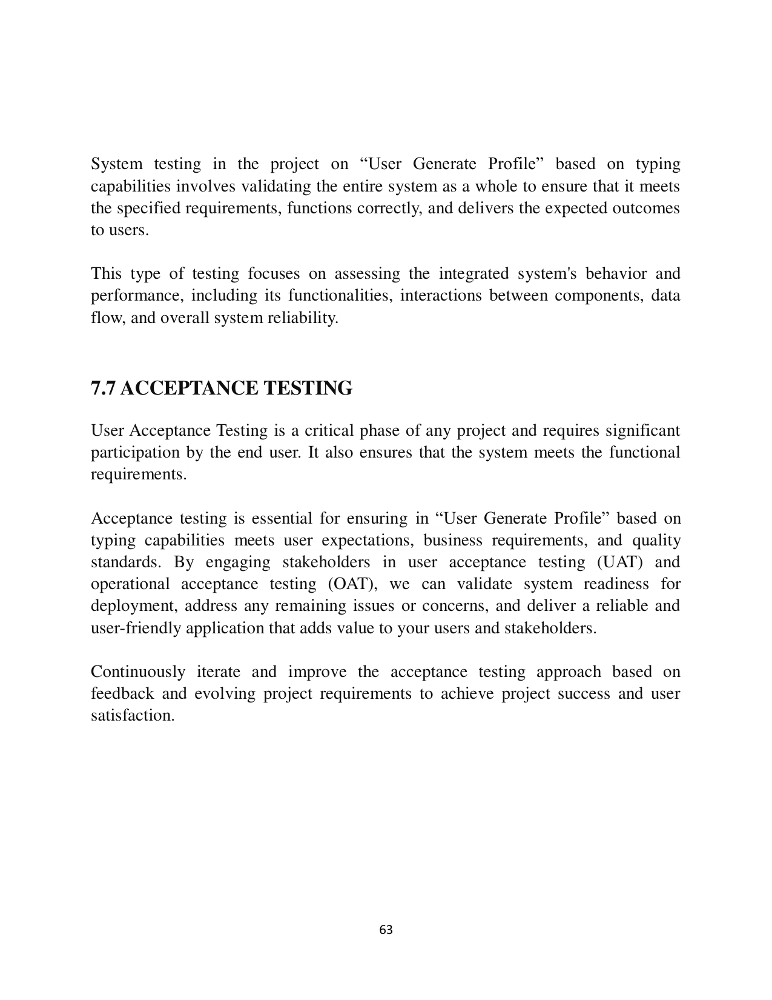 System testing in the project on “User Generate Profile” based on typing
capabilities involves validating the entire system as a whole to ensure that it meets
the specified requirements, functions correctly, and delivers the expected outcomes
to users.
This type of testing focuses on assessing the integrated system's behavior and
performance, including its functionalities, interactions between components, data
flow, and overall system reliability.
7.7 ACCEPTANCE TESTING
User Acceptance Testing is a critical phase of any project and requires significant
participation by the end user. It also ensures that the system meets the functional
requirements.
Acceptance testing is essential for ensuring in “User Generate Profile” based on
typing capabilities meets user expectations, business requirements, and quality
standards. By engaging stakeholders in user acceptance testing (UAT) and
operational acceptance testing (OAT), we can validate system readiness for
deployment, address any remaining issues or concerns, and deliver a reliable and
user-friendly application that adds value to your users and stakeholders.
Continuously iterate and improve the acceptance testing approach based on
feedback and evolving project requirements to achieve project success and user
satisfaction.
63